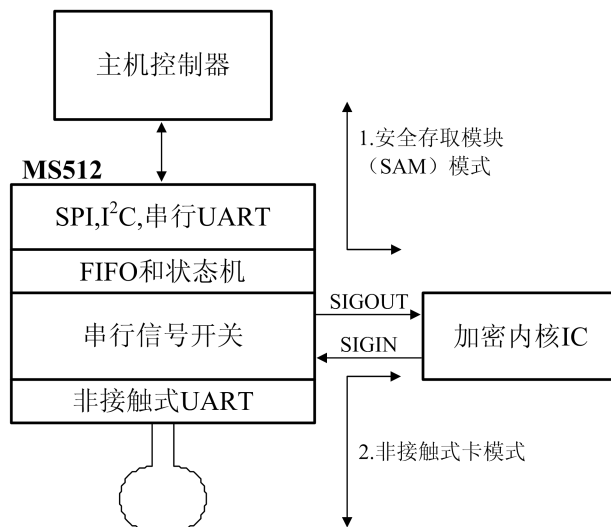 主机控制器
1.安全存取模块
（SAM）模式
MS512
SPI,I²C,串行UART
FIFO和状态机
串行信号开关
SIGOUT
SIGIN
加密内核IC
非接触式UART
2.非接触式卡模式